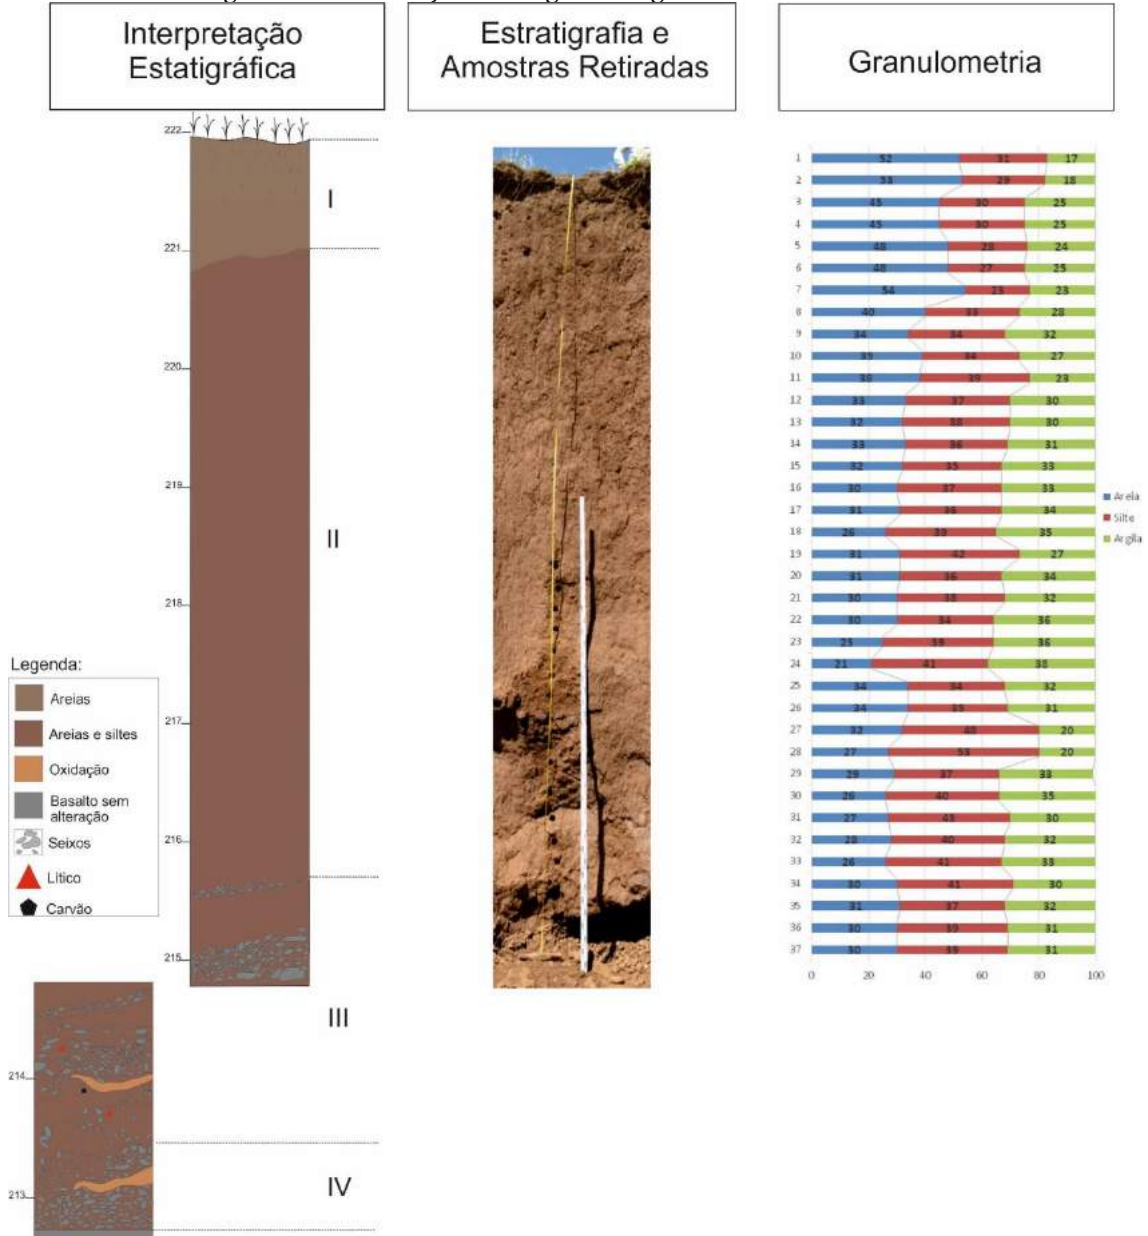 Interpretação
Estatigráfica
Estratigrafia e
Amostras Retiradas
Granulometria
222
I
221
220
219
II
218
217
216
215
III
214
213
IV
Legenda:
Areias
Areias e siltes
Oxidação
Basalto sem
alteração
Seixos
Lítico
Carvão
1 52 31 17
2 53 29 18
3 45 30 25
4 45 30 25
5 48 28 24
6 48 27 25
7 54 23 23
8 40 33 28
9 34 34 32
10 39 34 27
11 38 39 23
12 33 37 30
13 32 38 30
14 33 36 31
15 32 35 33
16 30 37 33
17 31 36 34
18 26 39 35
19 31 42 27
20 31 36 34
21 30 38 32
22 30 34 36
23 25 39 36
24 21 41 38
25 34 34 32
26 34 35 31
27 32 48 20
28 27 53 20
29 29 37 33
30 26 40 35
31 27 43 30
32 28 40 32
33 26 41 33
34 30 41 30
35 31 37 32
36 30 39 31
37 30 39 31
0 20 40 60 80 100
Areia
Silte
Argila